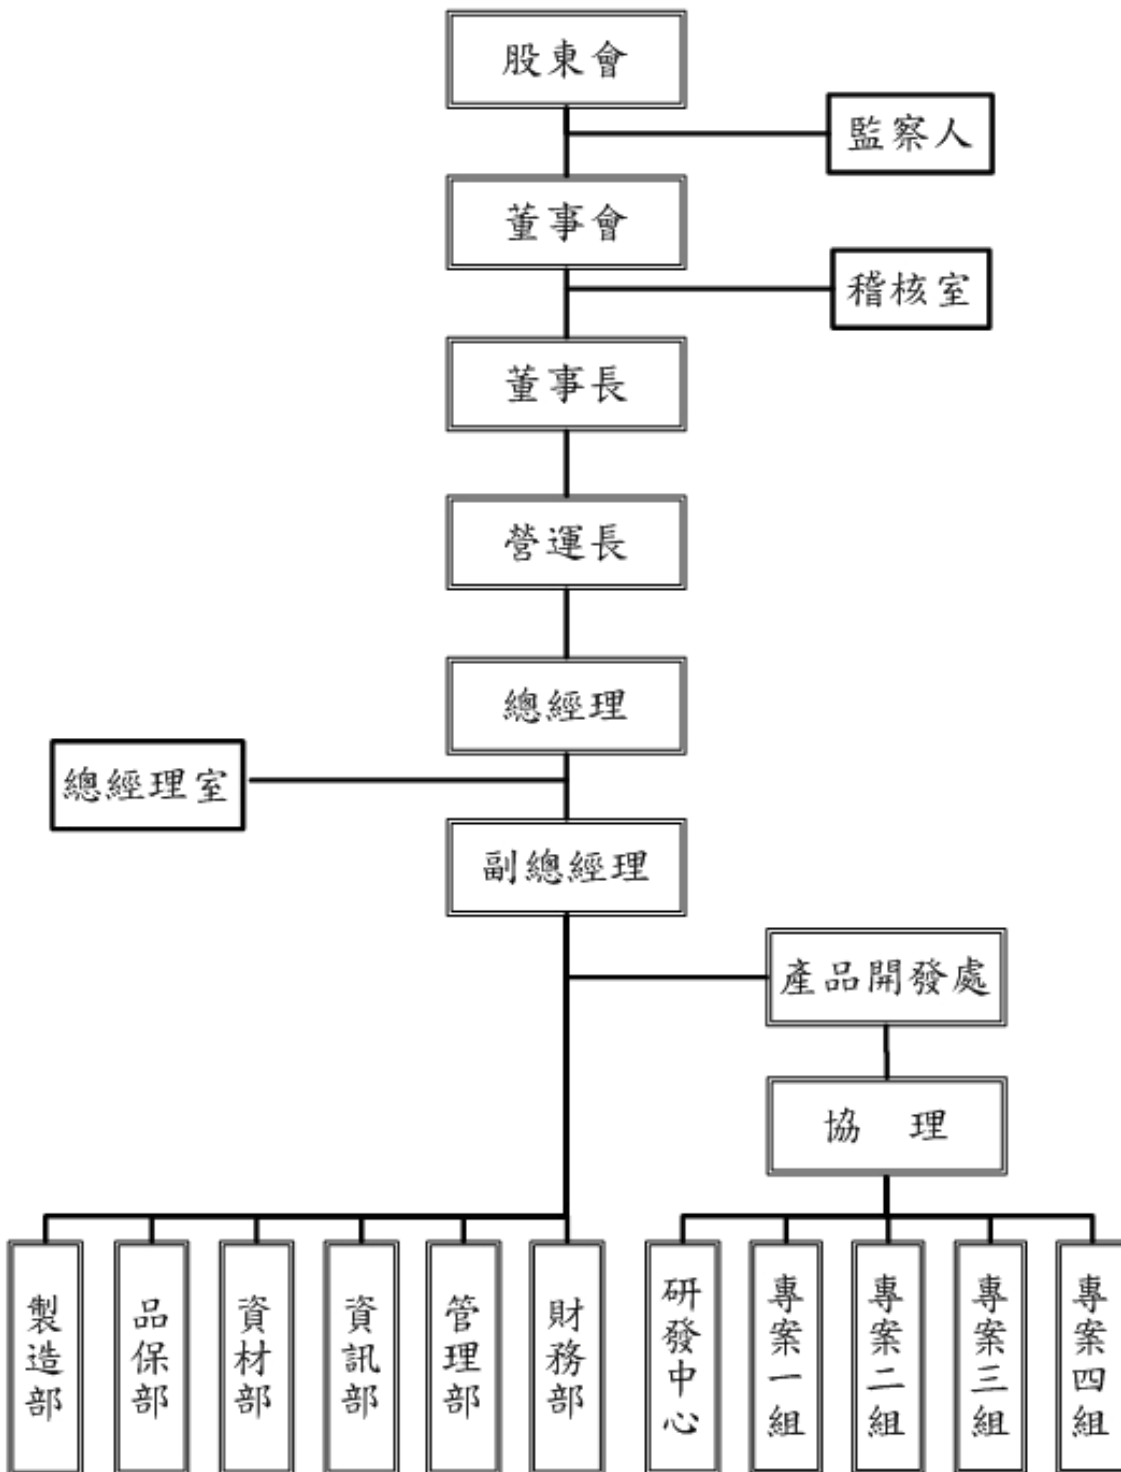 股東會
監察人
董事會
稽核室
董事長
營運長
總經理
總經理室
副總經理
產品開發處
協 理
製造部
品保部
資材部
資訊部
管理部
財務部
研發中心
專案一組
專案二組
專案三組
專案四組